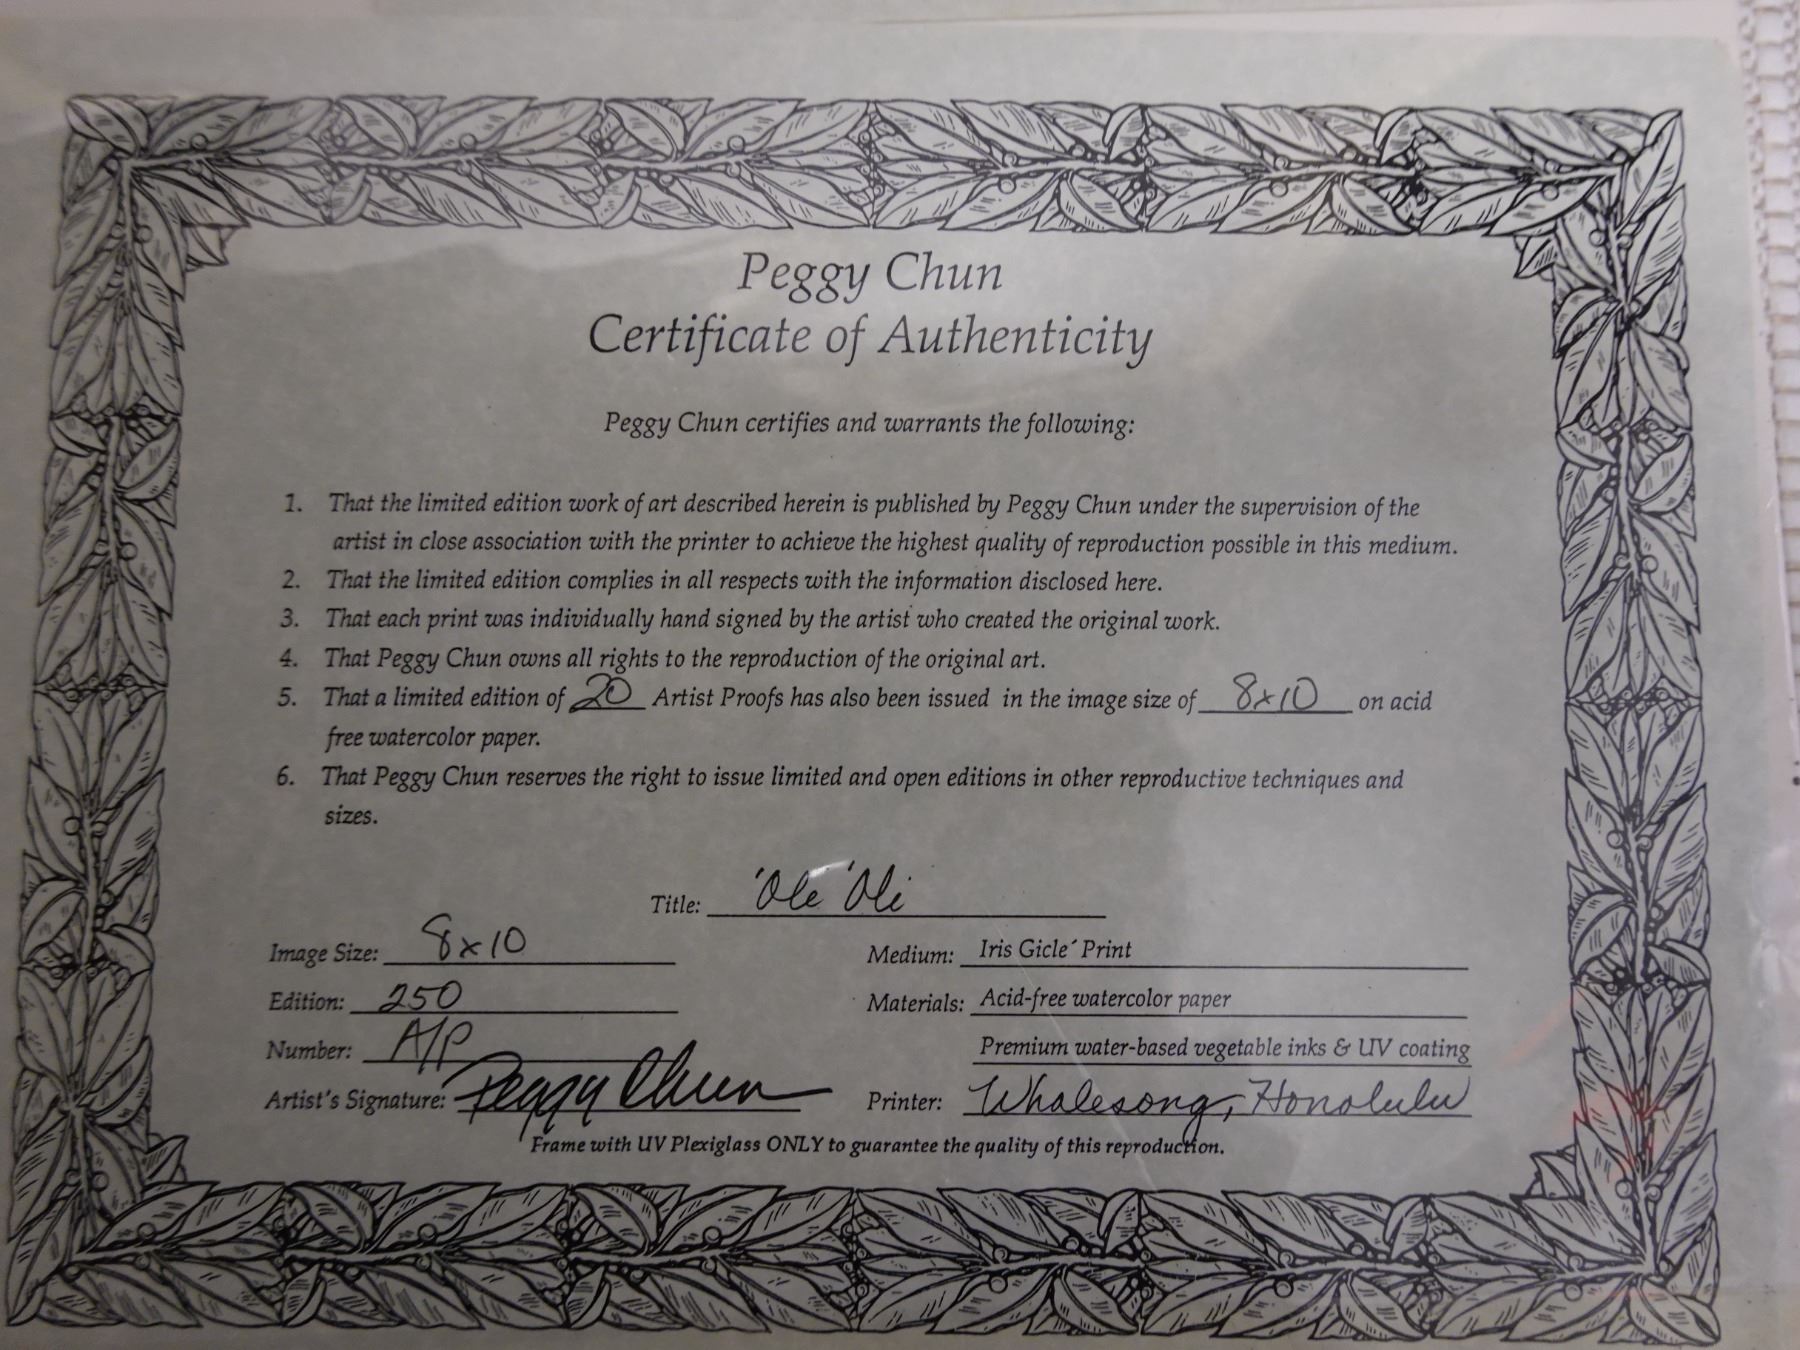 Peggy Chun
Certificate of Authenticity
Peggy Chun certifies and warrants the following:
1. That the limited edition work of art described herein is published by Peggy Chun under the supervision of the
artist in close association with the printer to achieve the highest quality of reproduction possible in this medium.
2. That the limited edition complies in all respects with the information disclosed here.
3. That each print was individually hand signed by the artist who created the original work.
4. That Peggy Chun owns all rights to the reproduction of the original art.
5. That a limited edition of 20 Artist Proofs has also been issued in the image size of 8x10 on acid
free watercolor paper.
6. That Peggy Chun reserves the right to issue limited and open editions in other reproductive techniques and
sizes.
Title: 'Ole 'Oli
Image Size: 8x10 Medium: Iris Gicle´ Print
Edition: 250 Materials: Acid-free watercolor paper
Number: A/P Premium water-based vegetable inks & UV coating
Artist's Signature: Peggy Chun Printer: Whalesong, Honolulu
Frame with UV Plexiglass ONLY to guarantee the quality of this reproduction.